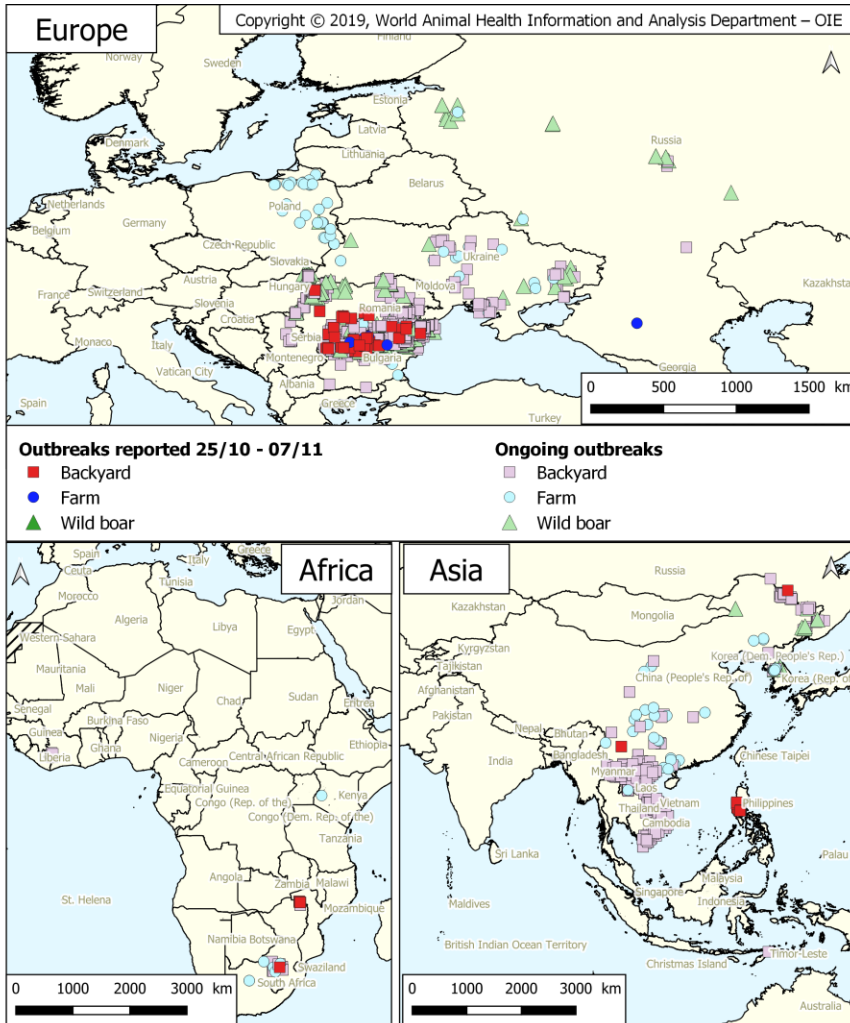 Europe
Copyright © 2019, World Animal Health Information and Analysis Department – OIE
Finland
Norway
Sweden
Estonia
Russia
Latvia
Denmark
Lithuania
Belarus
Netherlands
Poland
Germany
Belgium
Czech Republic
Ukraine
Slovakia
Kazakhstan
Austria
Hungary
Moldova
France
Switzerland
Slovenia
Romania
Croatia
Serbia
Monaco
Italy
Montenegro
Bulgaria
Georgia
Vatican City
Albania
Spain
Greece
Turkey
0 500 1000 1500 km
Outbreaks reported 25/10 - 07/11
Backyard
Farm
Wild boar
Ongoing outbreaks
Backyard
Farm
Wild boar
Africa
Spain
Italy
Greece
Ceuta
Tunisia
Morocco
Jordan
Algeria
Libya
Egypt
Western Sahara
Mauritania
Mali
Niger
Chad
Sudan
Eritrea
Senegal
Burkina Faso
Guinea
Nigeria
Ethiopia
Ghana
Liberia
Central African Republic
Cameroon
Equatorial Guinea
Kenya
Congo (Rep. of the)
Congo (Dem. Rep. of the)
Tanzania
Angola
Malawi
Zambia
St. Helena
Mozambique
Namibia
Botswana
Swaziland
South Africa
0 1000 2000 3000 km
Asia
Russia
Kazakhstan
Mongolia
Kyrgyzstan
Korea (Dem. People's Rep.)
Tajikistan
China (People's Rep. of)
Korea (Rep. of
Afghanistan
Pakistan
Nepal
Bhutan
Bangladesh
Chinese Taipei
India
Myanmar
Laos
Thailand
Vietnam
Philippines
Cambodia
Sri Lanka
Palau
Malaysia
Maldives
Singapore
Indonesia
British Indian Ocean Territory
Timor-Leste
Christmas Island
Australia
0 1000 2000 3000 km